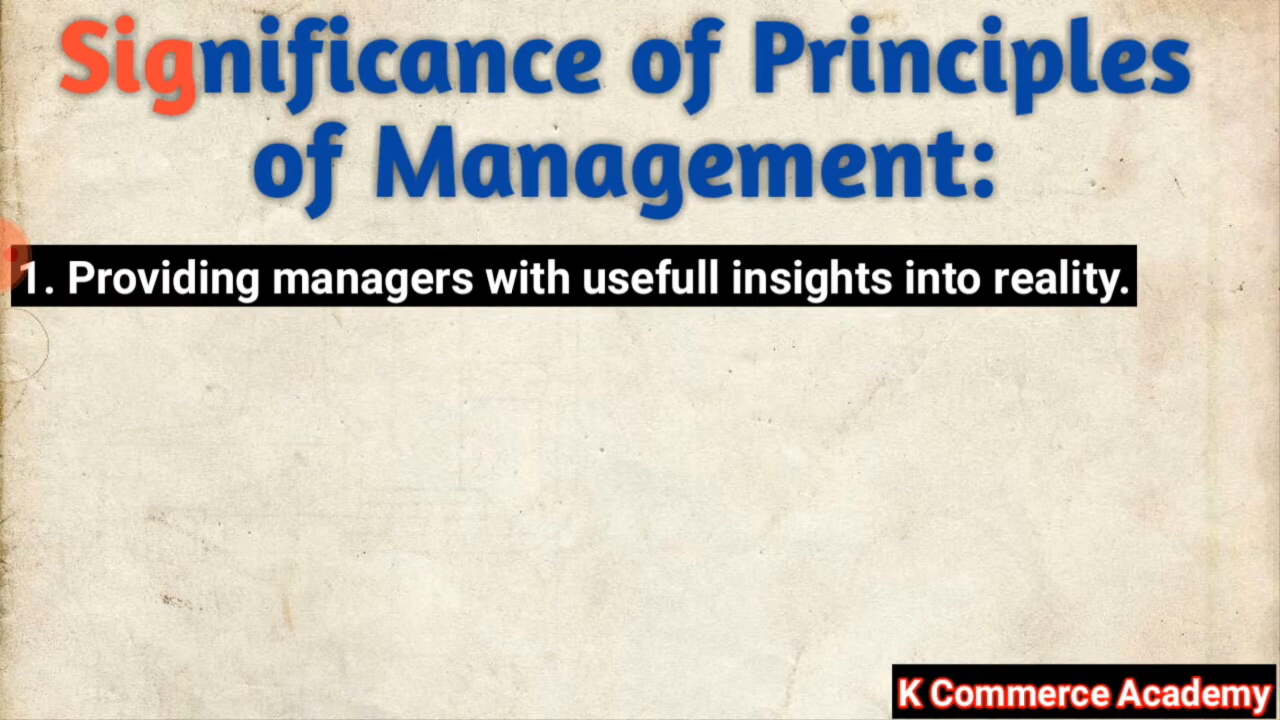 Significance of Principles
of Management:
1. Providing managers with usefull insights into reality.
K Commerce Academy